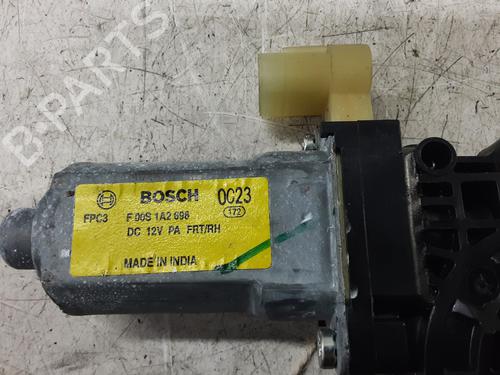 B-PARTS
BOSCH 0C23
FPC3 F 00S 1A2 698 172
DC 12V PA FRT/RH
MADE IN INDIA